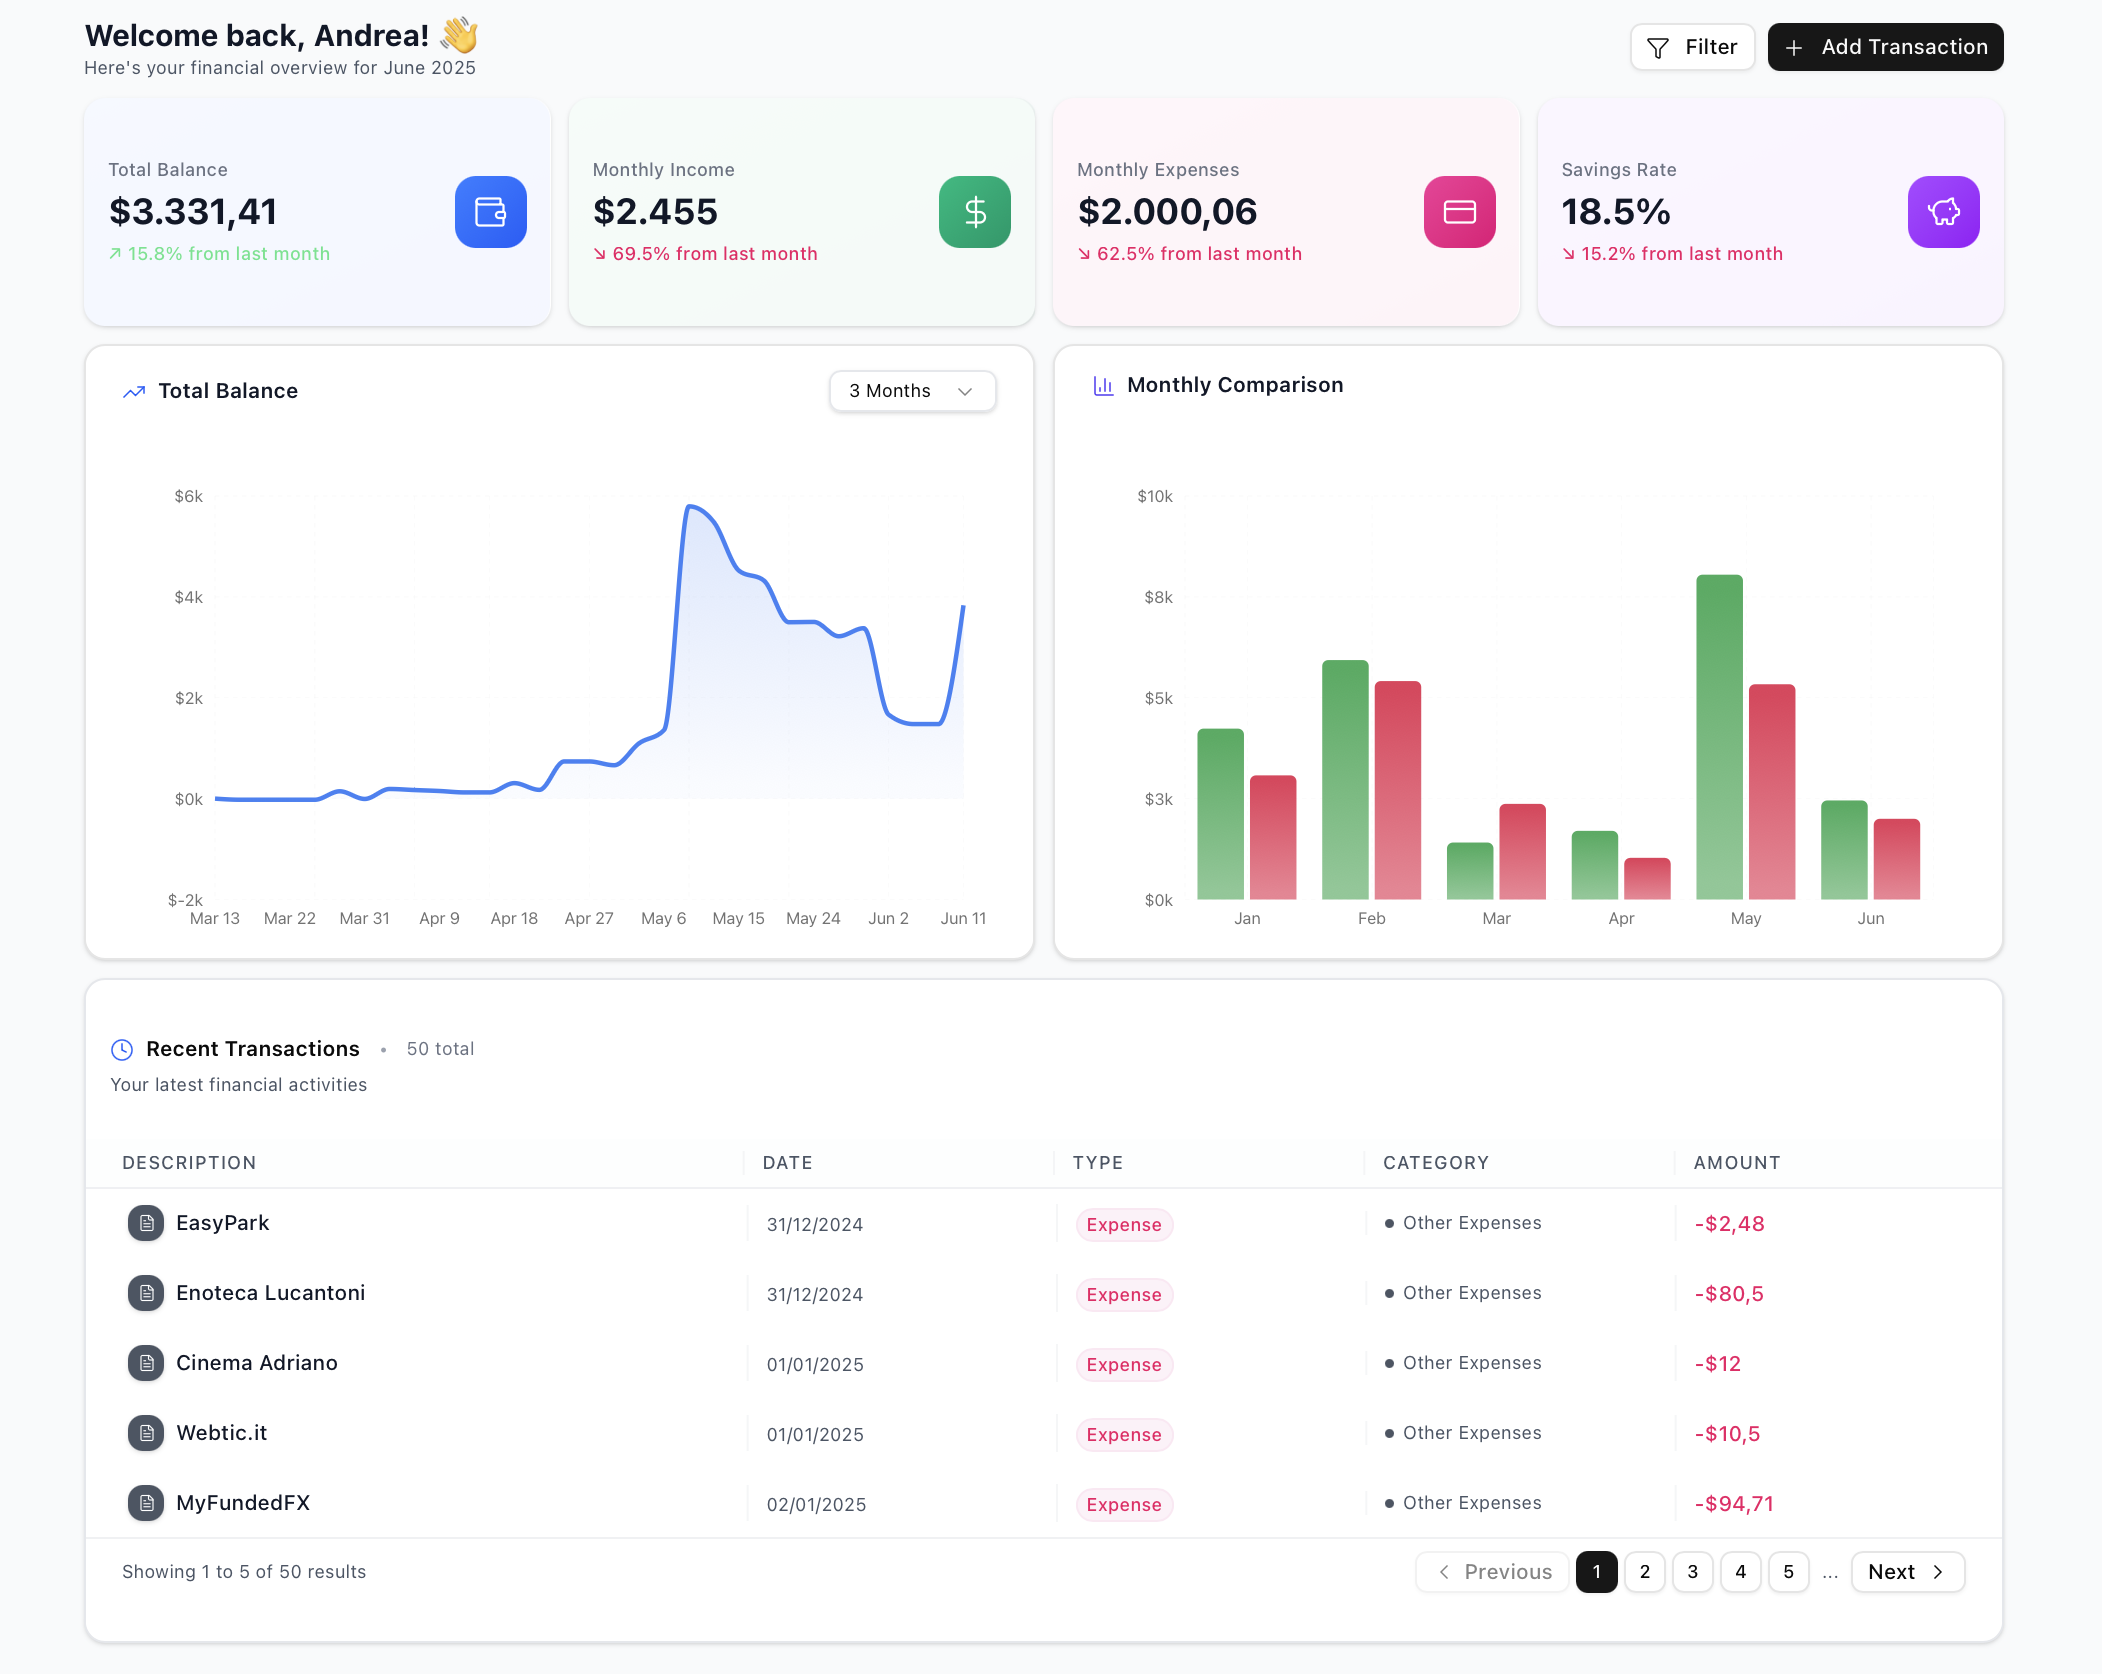 Welcome back, Andrea! 👋
Here's your financial overview for June 2025
Filter
+ Add Transaction
Total Balance
$3.331,41
↗ 15.8% from last month
Monthly Income
$2.455
↘ 69.5% from last month
Monthly Expenses
$2.000,06
↘ 62.5% from last month
Savings Rate
18.5%
↘ 15.2% from last month
Total Balance
3 Months
$6k
$4k
$2k
$0k
$-2k
Mar 13 Mar 22 Mar 31 Apr 9 Apr 18 Apr 27 May 6 May 15 May 24 Jun 2 Jun 11
Monthly Comparison
$10k
$8k
$5k
$3k
$0k
Jan Feb Mar Apr May Jun
Recent Transactions • 50 total
Your latest financial activities
DESCRIPTION DATE TYPE CATEGORY AMOUNT
EasyPark 31/12/2024 Expense • Other Expenses -$2,48
Enoteca Lucantoni 31/12/2024 Expense • Other Expenses -$80,5
Cinema Adriano 01/01/2025 Expense • Other Expenses -$12
Webtic.it 01/01/2025 Expense • Other Expenses -$10,5
MyFundedFX 02/01/2025 Expense • Other Expenses -$94,71
Showing 1 to 5 of 50 results
< Previous 1 2 3 4 5 ... Next >